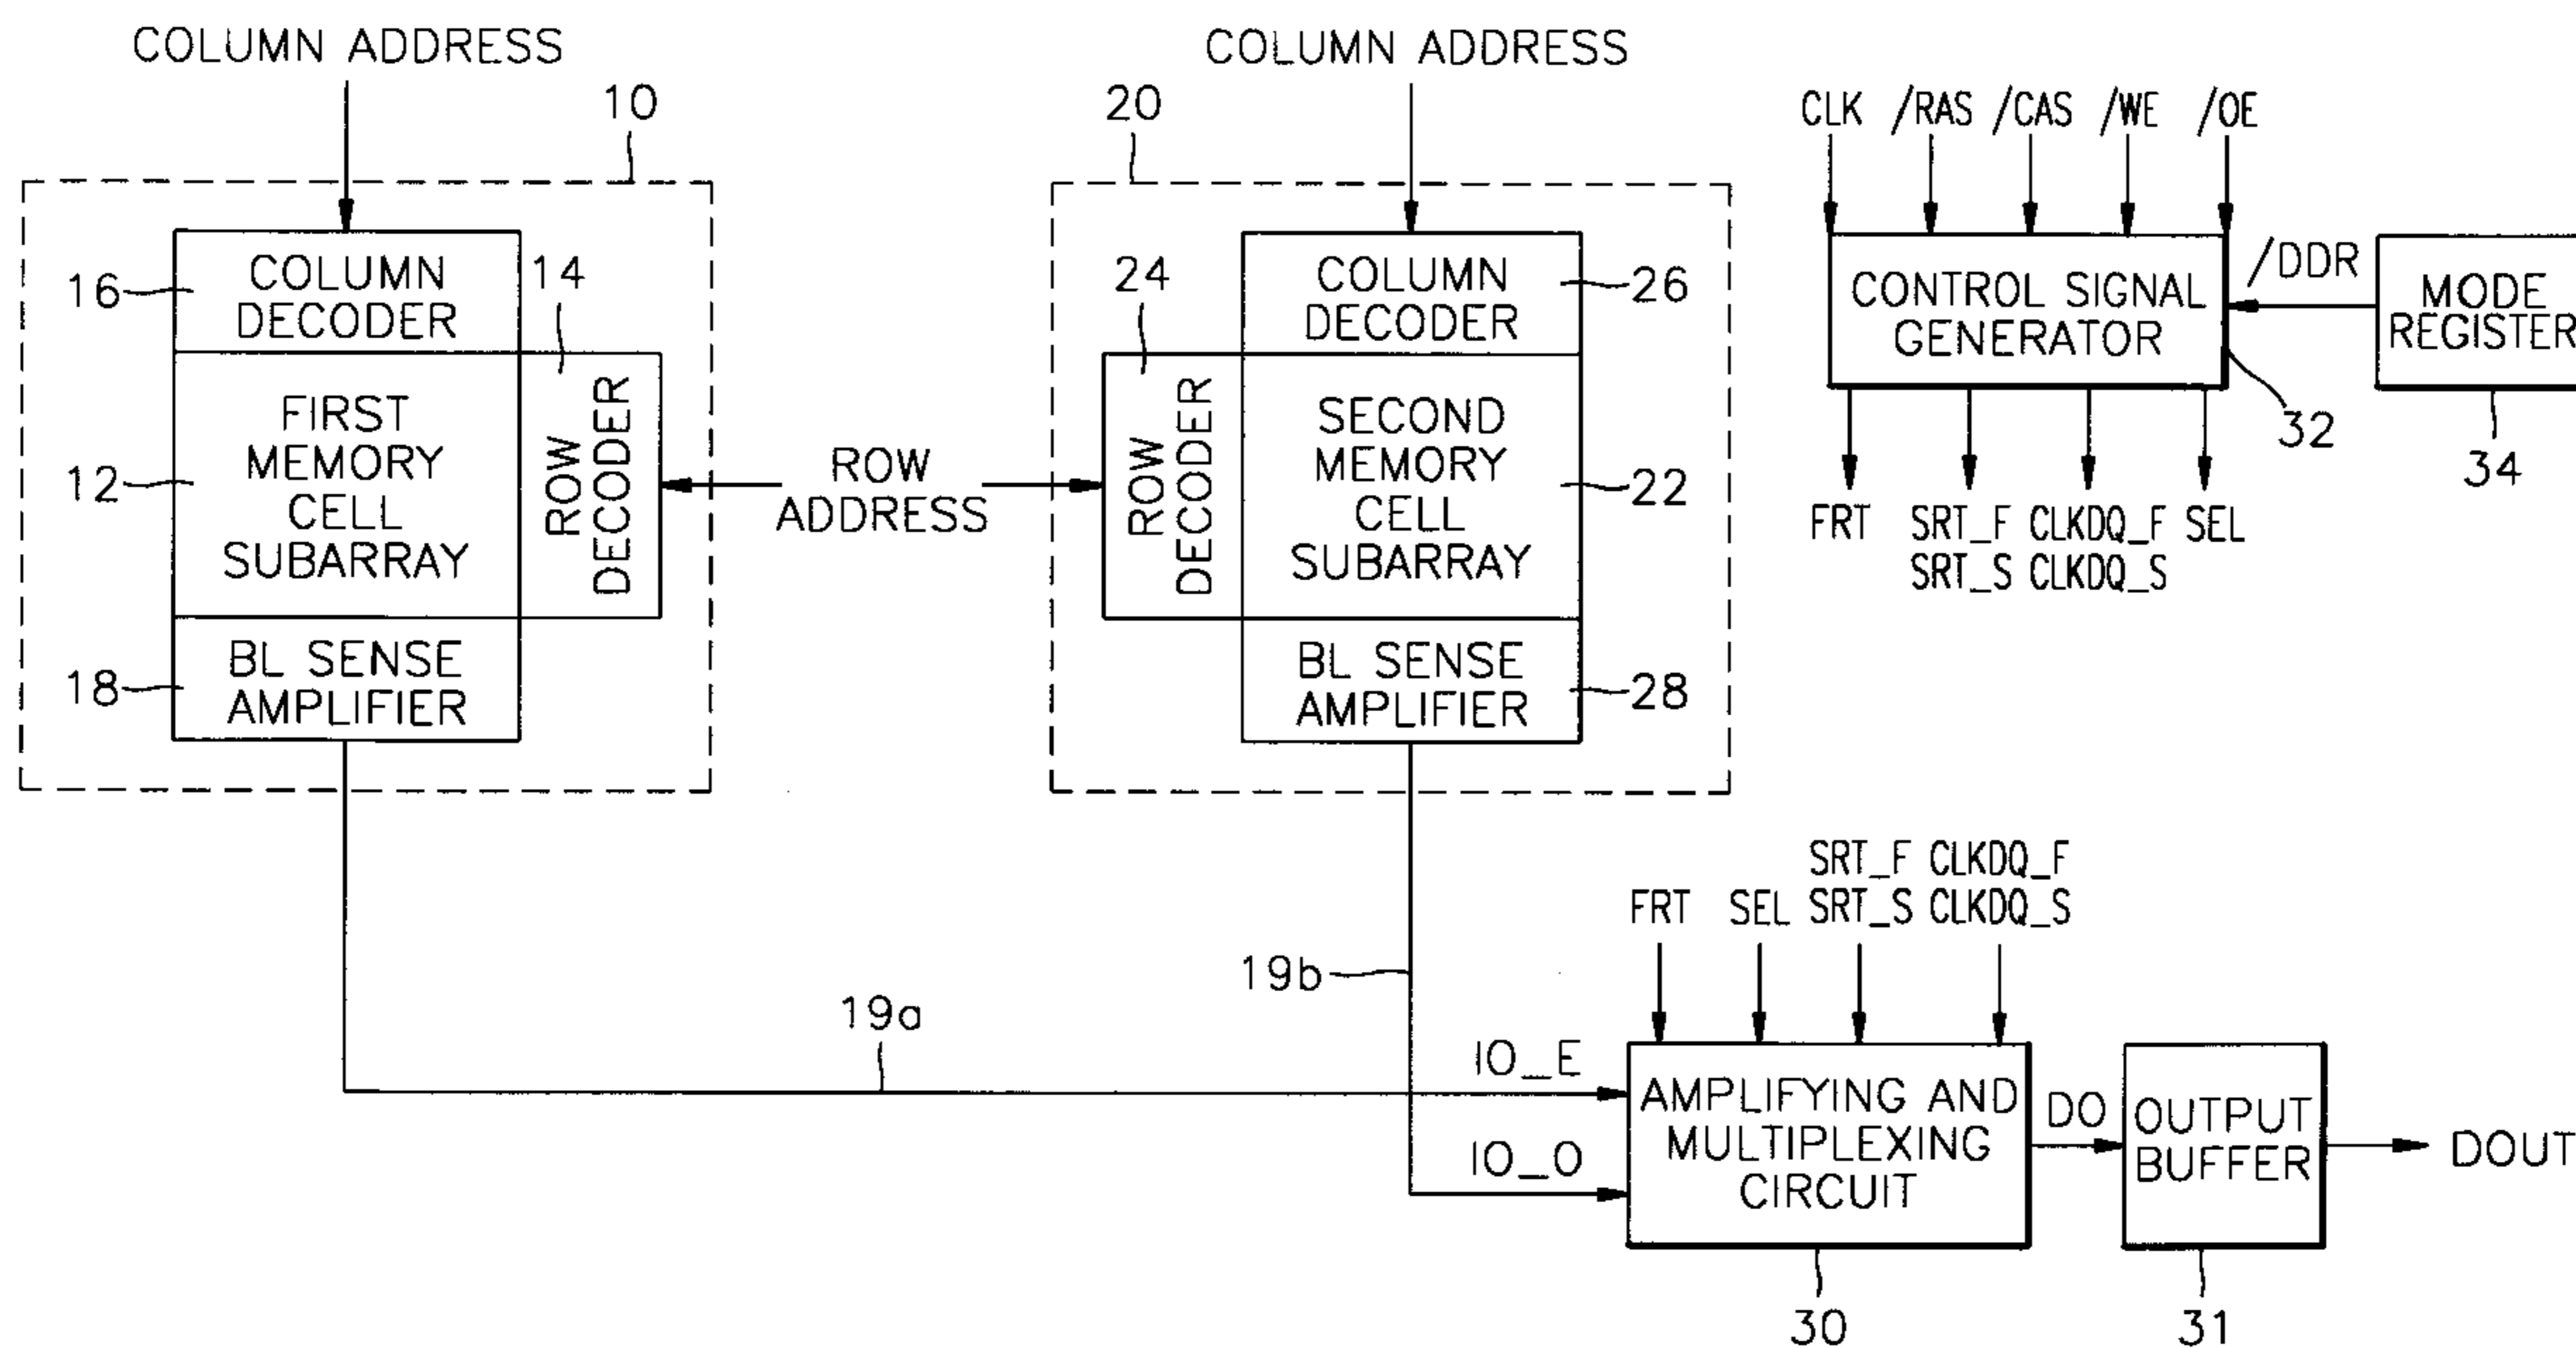 COLUMN ADDRESS
COLUMN ADDRESS
10
20
CLK /RAS /CAS /WE /OE
16
COLUMN
DECODER
14
24
COLUMN
DECODER
26
CONTROL SIGNAL
GENERATOR
/DDR
MODE
REGISTER
32
34
12
FIRST
MEMORY
CELL
SUBARRAY
ROW
DECODER
ROW
ADDRESS
ROW
DECODER
SECOND
MEMORY
CELL
SUBARRAY
22
FRT SRT_F CLKDQ_F SEL
SRT_S CLKDQ_S
18
BL SENSE
AMPLIFIER
BL SENSE
AMPLIFIER
28
SRT_F CLKDQ_F
FRT SEL SRT_S CLKDQ_S
19b
19a
IO_E
IO_O
AMPLIFYING AND
MULTIPLEXING
CIRCUIT
DO
OUTPUT
BUFFER
DOUT
30
31